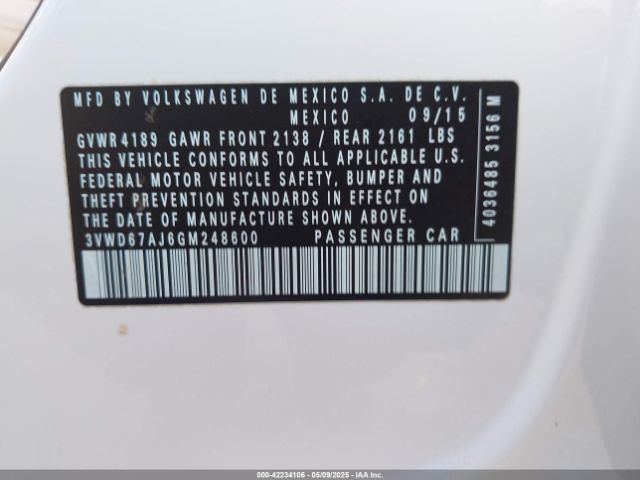 MFD BY VOLKSWAGEN DE MEXICO S.A. DE C.V.
MEXICO 09/15
GVWR 4189 GAWR FRONT 2138 / REAR 2161 LBS
THIS VEHICLE CONFORMS TO ALL APPLICABLE U.S.
FEDERAL MOTOR VEHICLE SAFETY, BUMPER AND
THEFT PREVENTION STANDARDS IN EFFECT ON
THE DATE OF MANUFACTURE SHOWN ABOVE.
3VWD67AJ6GM248600 PASSENGER CAR
4036485 3156 M
000-42234106 - 05/09/2025 - IAAI.COM